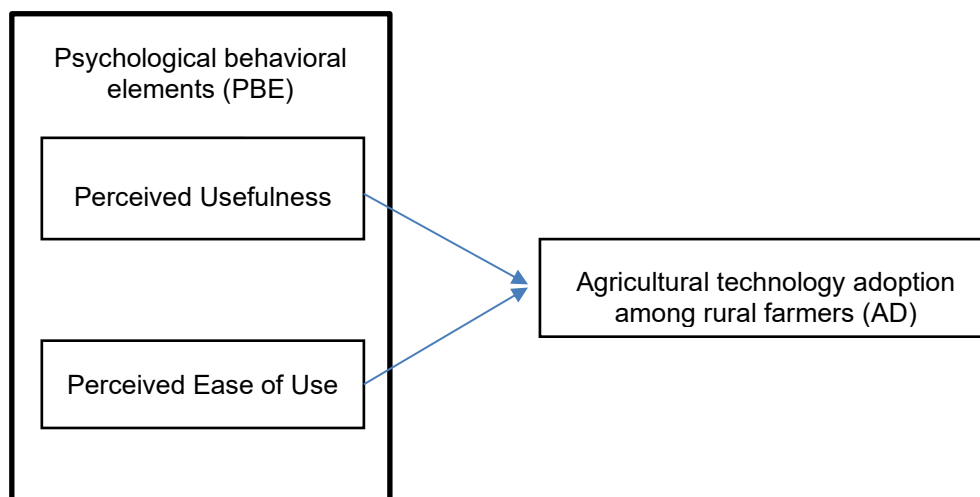 Psychological behavioral
elements (PBE)
Perceived Usefulness
Agricultural technology adoption
among rural farmers (AD)
Perceived Ease of Use